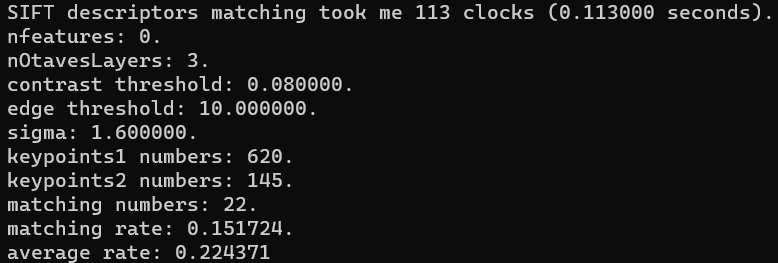 SIFT descriptors matching took me 113 clocks (0.113000 seconds).
nfeatures: 0.
nOtavesLayers: 3.
contrast threshold: 0.080000.
edge threshold: 10.000000.
sigma: 1.600000.
keypoints1 numbers: 620.
keypoints2 numbers: 145.
matching numbers: 22.
matching rate: 0.151724.
average rate: 0.224371